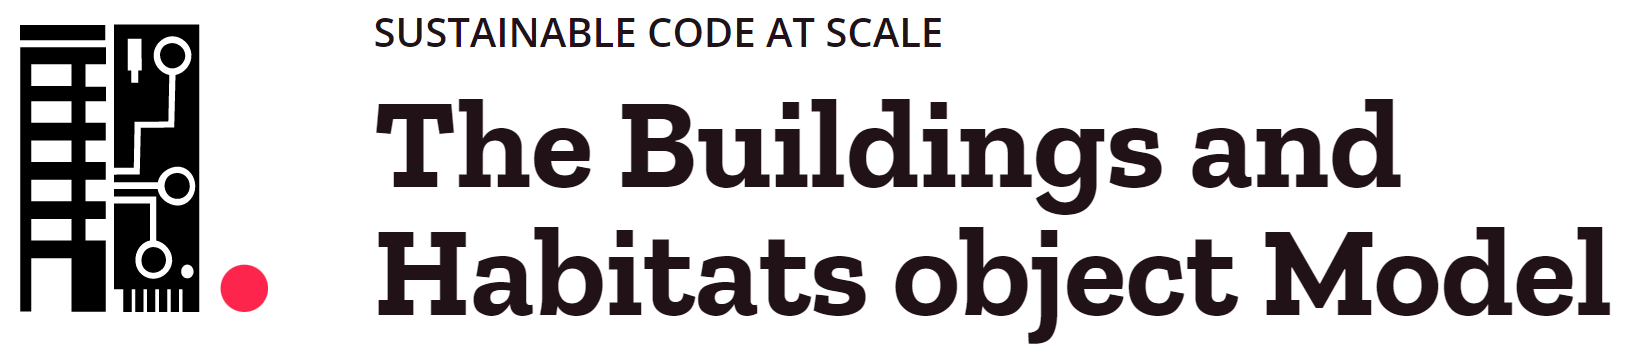 SUSTAINABLE CODE AT SCALE
The Buildings and
Habitats object Model